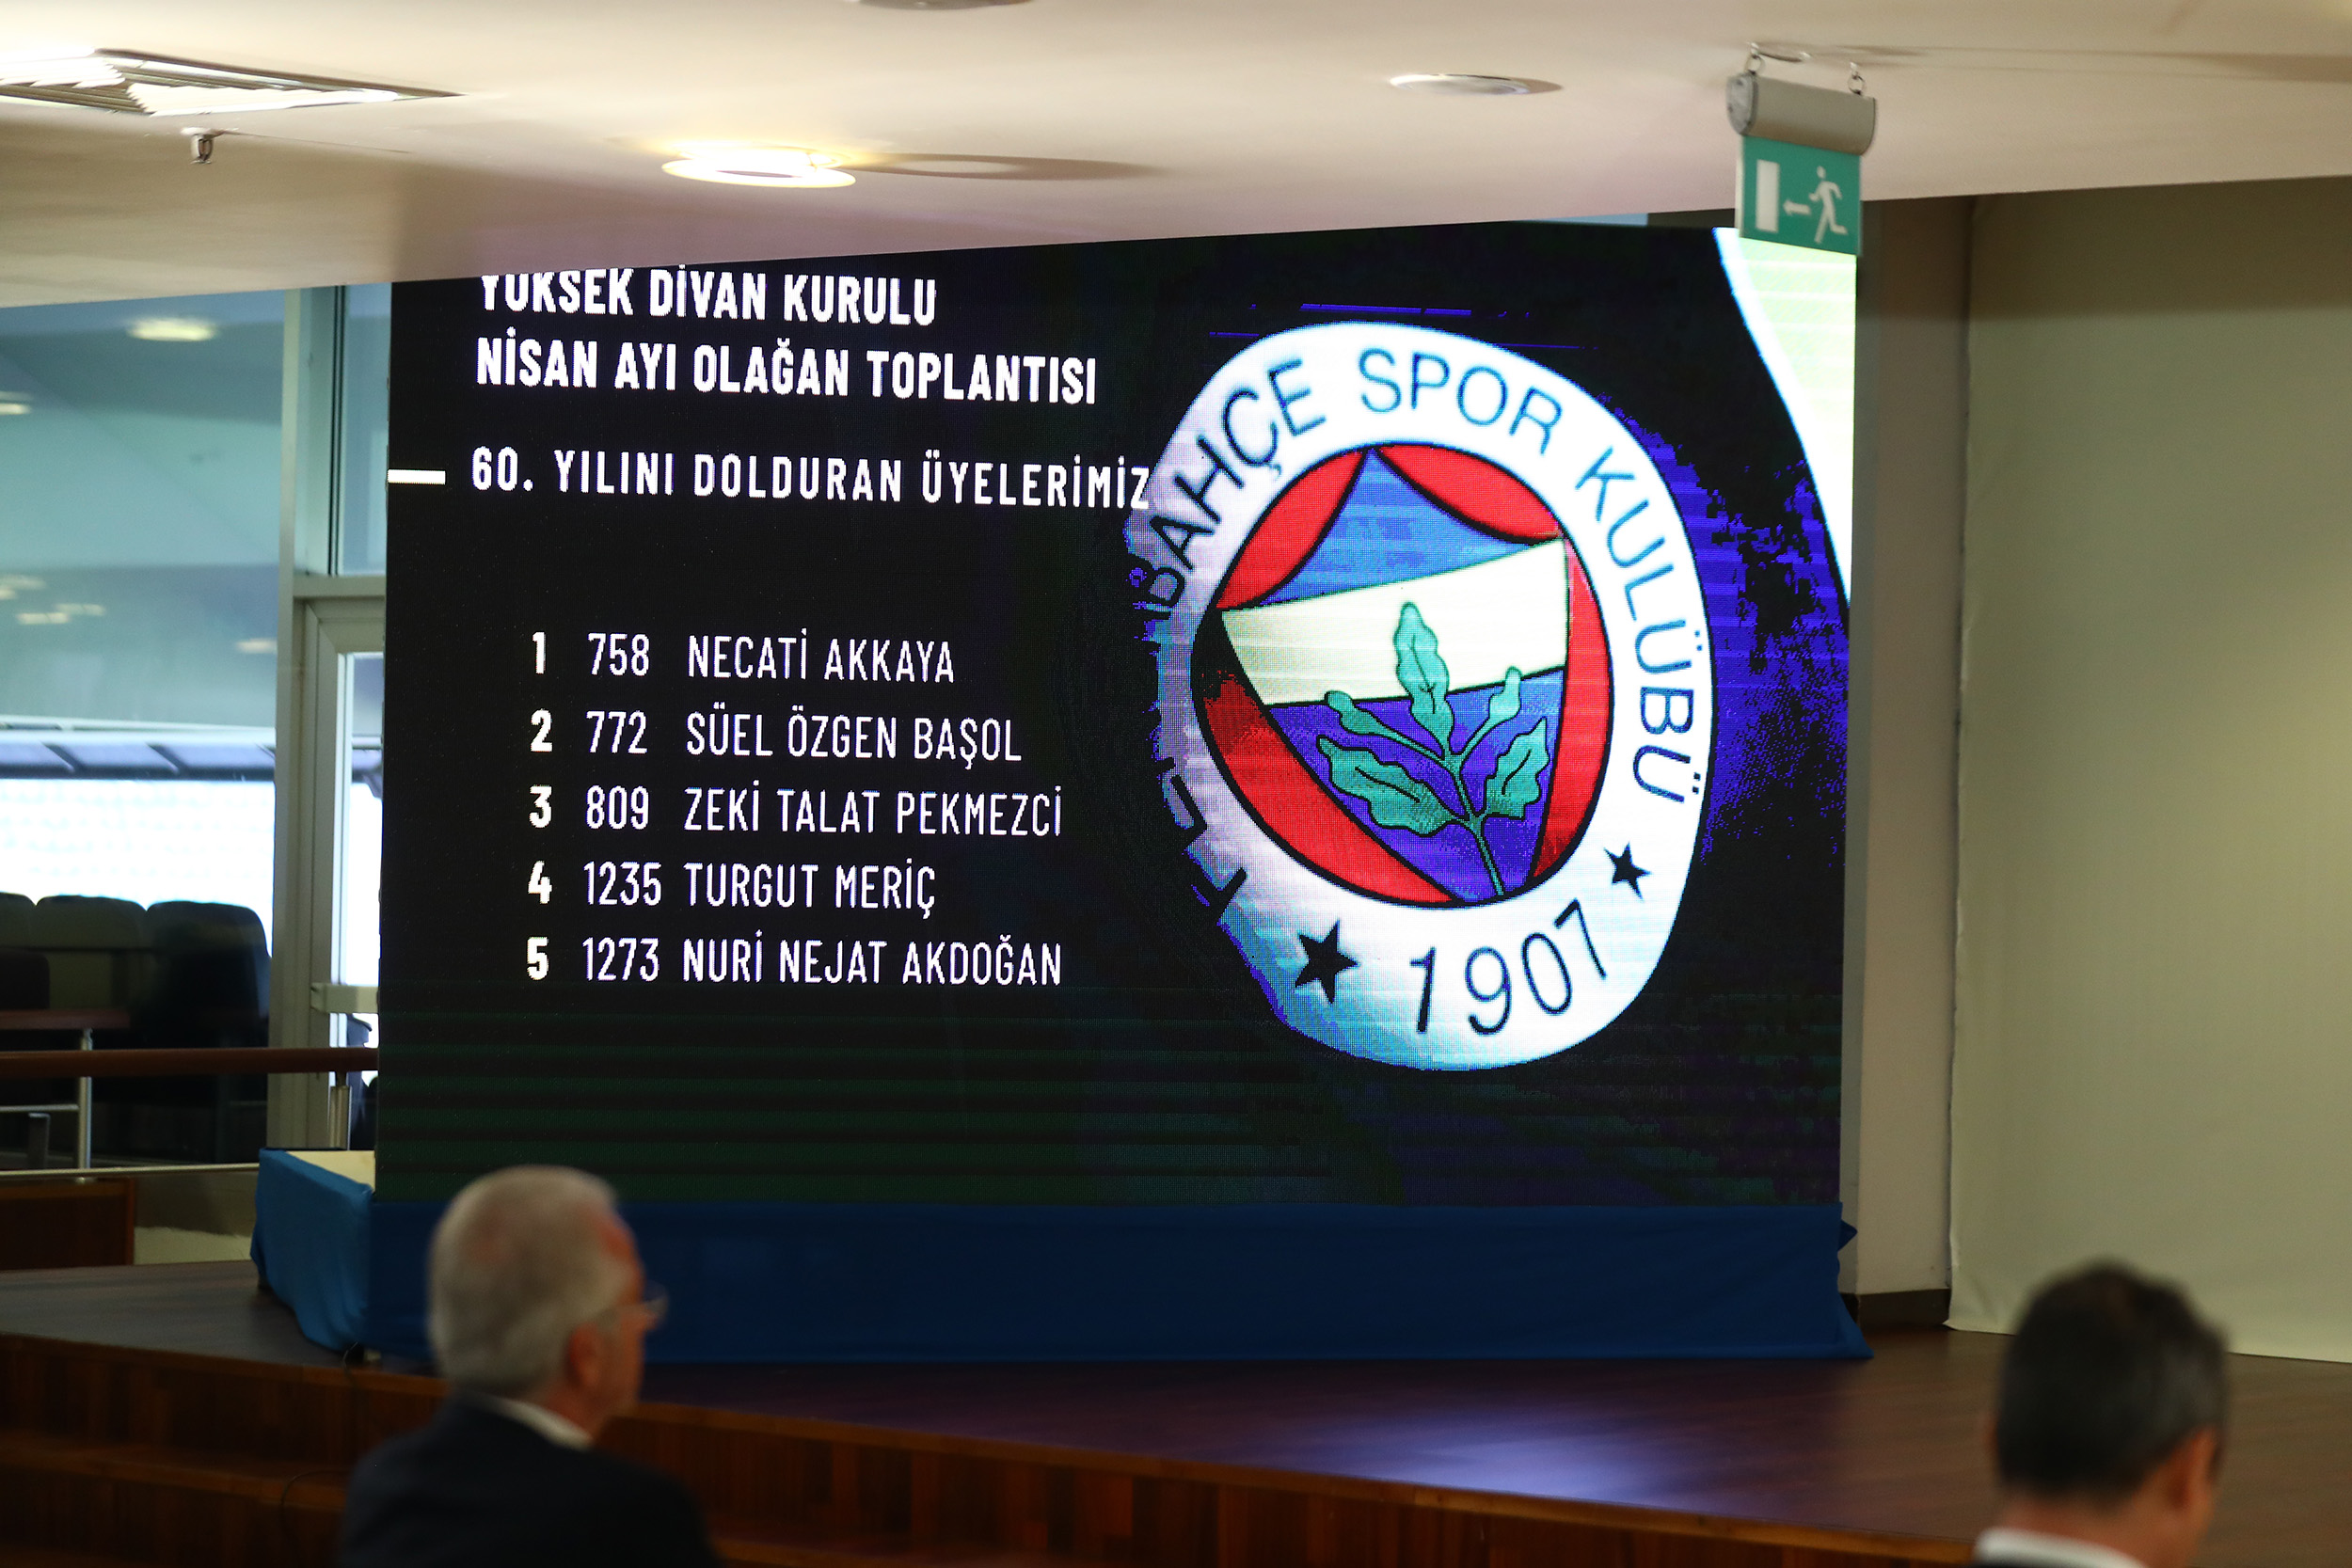 YÜKSEK DİVAN KURULU
NİSAN AYI OLAĞAN TOPLANTISI
60. YILINI DOLDURAN ÜYELERİMİZ
1 758 NECATİ AKKAYA
2 772 SÜEL ÖZGEN BAŞOL
3 809 ZEKİ TALAT PEKMEZCİ
4 1235 TURGUT MERİÇ
5 1273 NURİ NEJAT AKDOĞAN
BAHÇE SPOR KULÜBÜ
1907